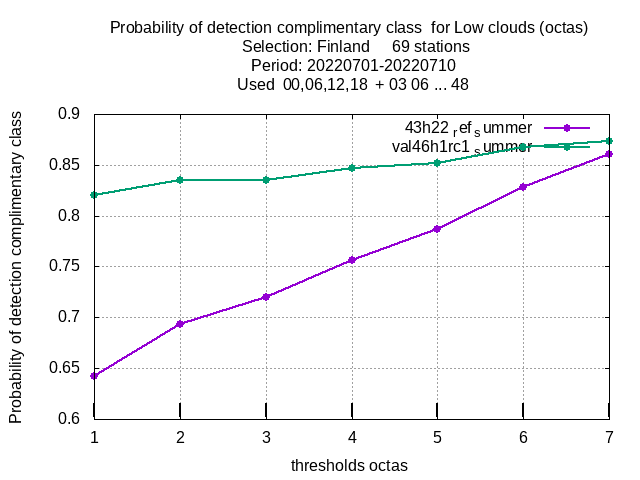 Probability of detection complimentary class for Low clouds (octas)
Selection: Finland 69 stations
Period: 20220701-20220710
Used 00,06,12,18 + 03 06 ... 48
Probability of detection complimentary class
43h22 ref summer
val46h1rc1 summer
0.9
0.85
0.8
0.75
0.7
0.65
0.6
1 2 3 4 5 6 7
thresholds octas